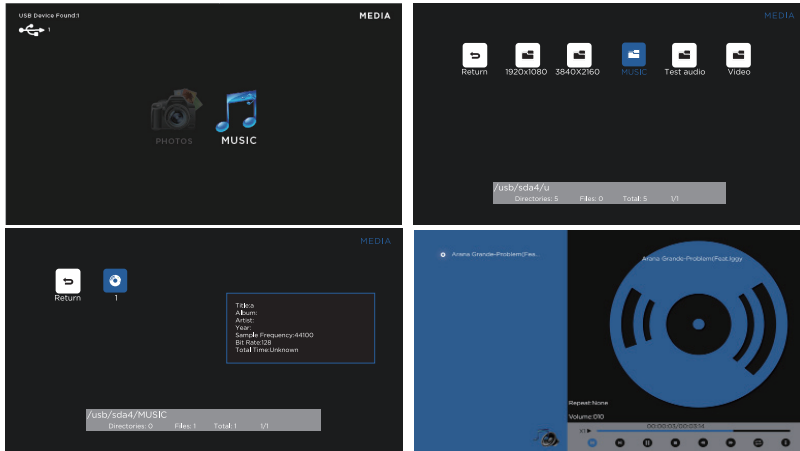 USB Device Found:1
MEDIA
1
PHOTOS
MUSIC
MEDIA
Return
1920x1080
3840X2160
MUSIC
Test audio
Video
/usb/sda4/u
Directories: 5 Files: 0 Total: 5 1/1
MEDIA
Return
1
Title:a
Album:
Artist:
Year:
Sample Frequency:44100
Bit Rate:128
Total Time:Unknown
/usb/sda4/MUSIC
Directories: 0 Files: 1 Total: 1 1/1
Arana Grande-Problem(Fea...
Arana Grande-Problem(Feat.Iggy
Repeat:None
Volume:010
00:00:03/00:03:14
X1